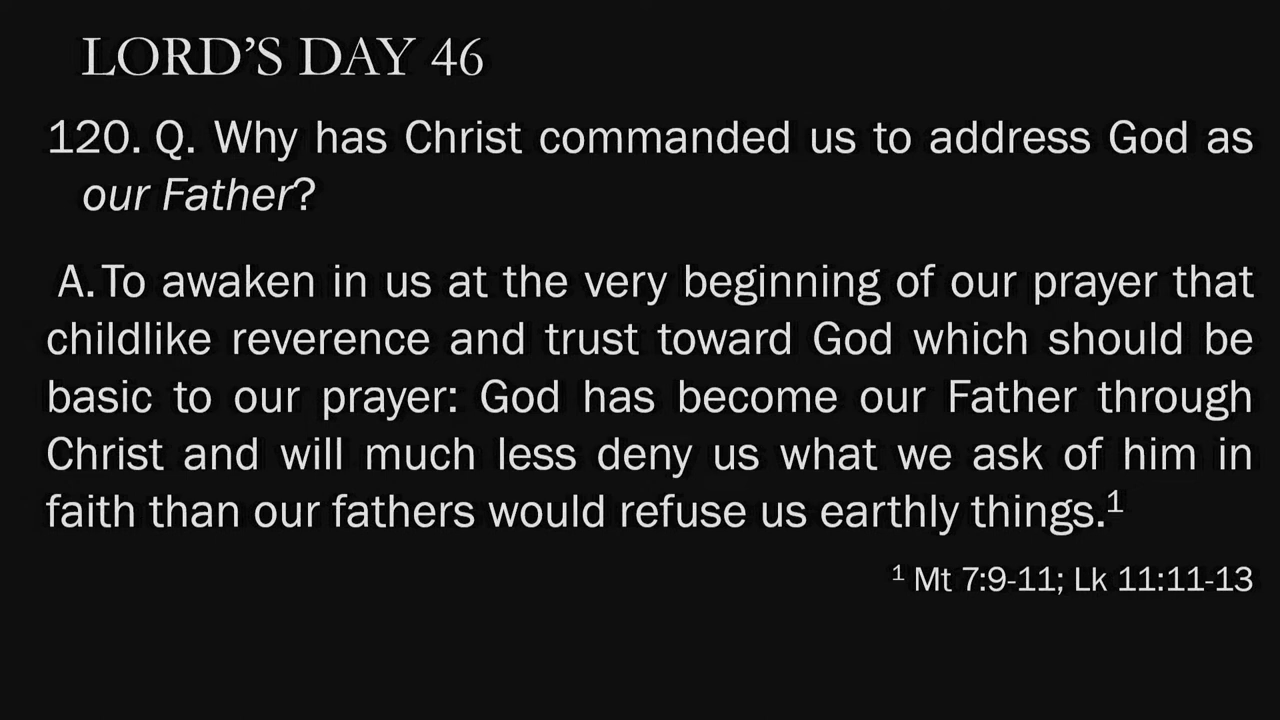 LORD’S DAY 46
120. Q. Why has Christ commanded us to address God as
our Father?
A. To awaken in us at the very beginning of our prayer that
childlike reverence and trust toward God which should be
basic to our prayer: God has become our Father through
Christ and will much less deny us what we ask of him in
faith than our fathers would refuse us earthly things.¹
¹ Mt 7:9-11; Lk 11:11-13